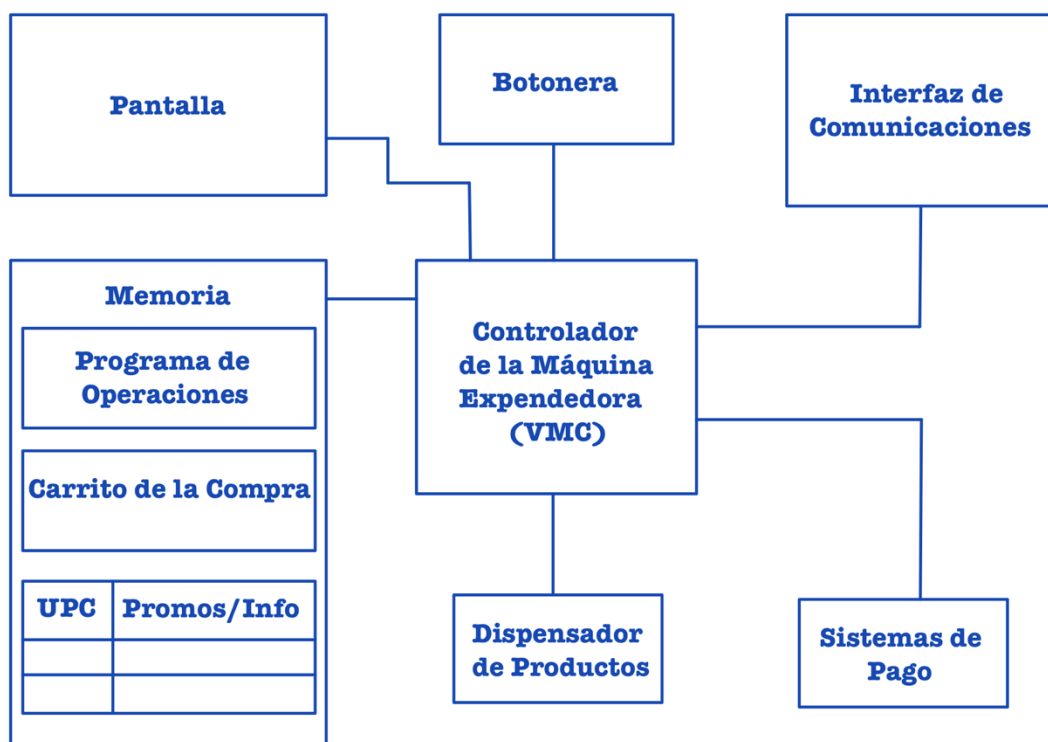 Pantalla
Botonera
Interfaz de
Comunicaciones
Memoria
Programa de
Operaciones
Carrito de la Compra
UPC
Promos/Info
Controlador
de la Máquina
Expendedora
(VMC)
Dispensador
de Productos
Sistemas de
Pago